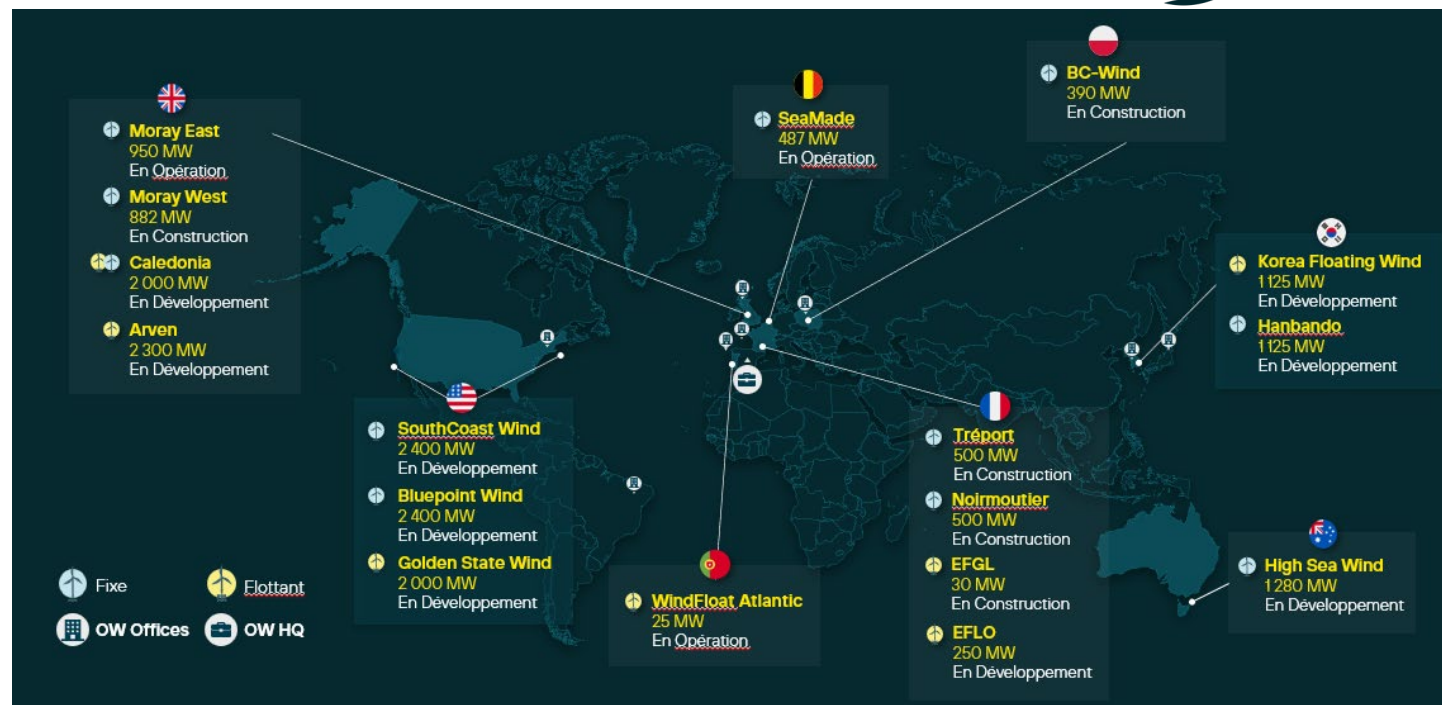 Moray East
950 MW
En Opération
Moray West
882 MW
En Construction
Caledonia
2 000 MW
En Développement
Arven
2 300 MW
En Développement
SeaMade
487 MW
En Opération
BC-Wind
390 MW
En Construction
Korea Floating Wind
1 125 MW
En Développement
Hanbando
1 125 MW
En Développement
SouthCoast Wind
2 400 MW
En Développement
Bluepoint Wind
2 400 MW
En Développement
Golden State Wind
2 000 MW
En Développement
WindFloat Atlantic
25 MW
En Opération
Tréport
500 MW
En Construction
Noirmoutier
500 MW
En Construction
EFGL
30 MW
En Construction
EFLO
250 MW
En Développement
High Sea Wind
1 280 MW
En Développement
Fixe
Flottant
OW Offices
OW HQ